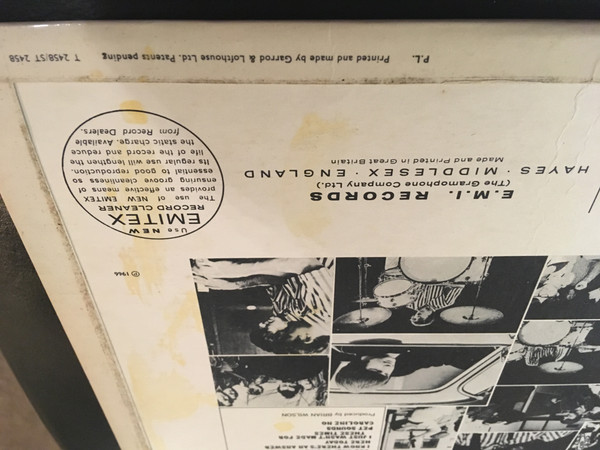 I KNOW THERE'S AN ANSWER
HERE TODAY
I JUST WASN'T MADE FOR
THESE TIMES
PET SOUNDS
CAROLINE NO
Produced by BRIAN WILSON
℗ 1966
E.M.I. RECORDS
(The Gramophone Company Ltd.)
HAYES · MIDDLESEX · ENGLAND
Made and Printed in Great Britain
Use NEW
EMITEX
RECORD CLEANER
The use of NEW EMITEX
provides an effective means of
ensuring groove cleanliness so
essential to good reproduction.
Its regular use will lengthen the
life of the record and reduce
the static charge. Available
from Record Dealers.
P.L. Printed and made by Garrod & Lofthouse Ltd. Patents pending T 2458/ST 2458